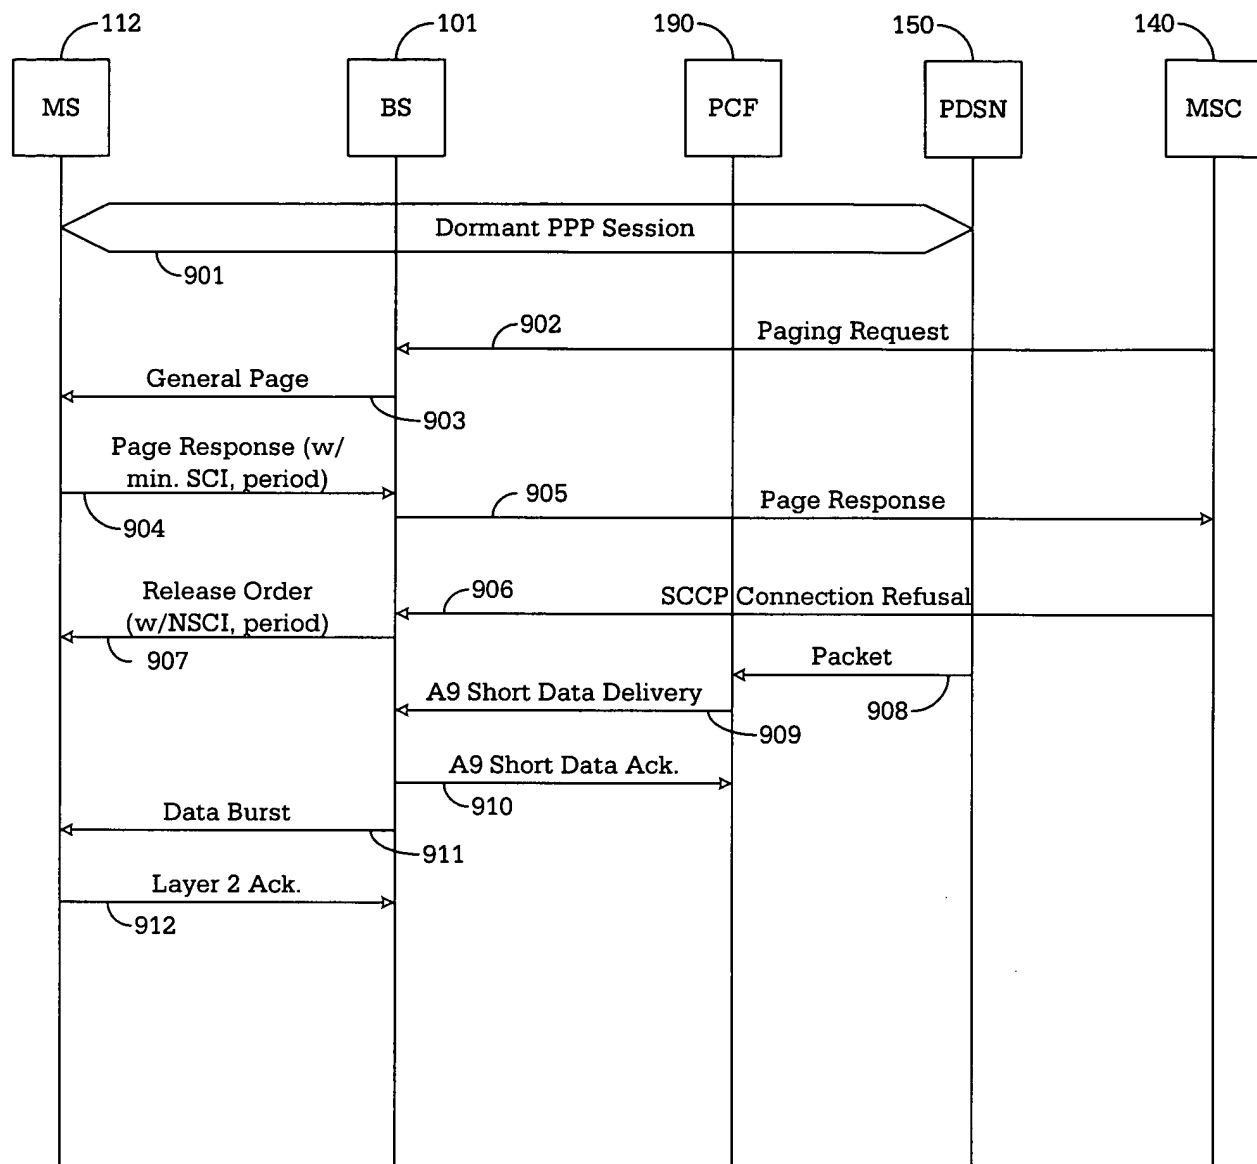 112
101
190
150
140
MS
BS
PCF
PDSN
MSC
Dormant PPP Session
901
902
Paging Request
General Page
903
Page Response (w/
min. SCI, period)
904
905
Page Response
Release Order
(w/NSCI, period)
906
SCCP Connection Refusal
907
Packet
908
A9 Short Data Delivery
909
A9 Short Data Ack.
910
Data Burst
911
Layer 2 Ack.
912